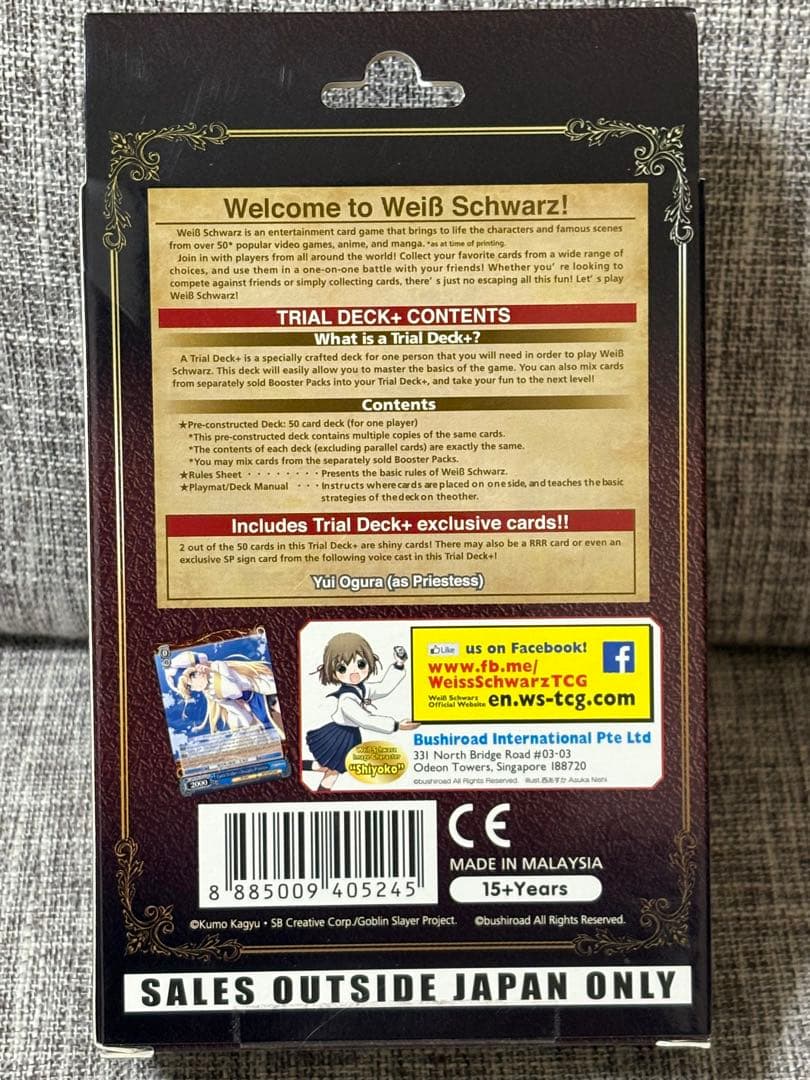 Welcome to Weiß Schwarz!
Weiß Schwarz is an entertainment card game that brings to life the characters and famous scenes
from over 50* popular video games, anime, and manga. *as at time of printing.
Join in with players from all around the world! Collect your favorite cards from a wide range of
choices, and use them in a one-on-one battle with your friends! Whether you' re looking to
compete against friends or simply collecting cards, there' s just no escaping all this fun! Let' s play
Weiß Schwarz!
TRIAL DECK+ CONTENTS
What is a Trial Deck+?
A Trial Deck+ is a specially crafted deck for one person that you will need in order to play Weiß
Schwarz. This deck will easily allow you to master the basics of the game. You can also mix cards
from separately sold Booster Packs into your Trial Deck+, and take your fun to the next level!
Contents
★Pre-constructed Deck: 50 card deck (for one player)
*This pre-constructed deck contains multiple copies of the same cards.
*The contents of each deck (excluding parallel cards) are exactly the same.
*You may mix cards from the separately sold Booster Packs.
★Rules Sheet ・・・・・・・・Presents the basic rules of Weiß Schwarz.
★Playmat/Deck Manual ・・・Instructs where cards are placed on one side, and teaches the basic
strategies of the deck on the other.
Includes Trial Deck+ exclusive cards!!
2 out of the 50 cards in this Trial Deck+ are shiny cards! There may also be a RRR card or even an
exclusive SP sign card from the following voice cast in this Trial Deck+!
Yui Ogura (as Priestess)
2000
Like us on Facebook!
www.fb.me/
WeissSchwarzTCG
Weiß Schwarz
Official Website en.ws-tcg.com
Weiß Schwarz
Image Character
"Shiyoko"
Bushiroad International Pte Ltd
331 North Bridge Road #03-03
Odeon Towers, Singapore 188720
©bushiroad All Rights Reserved. illust.西あすか Asuka Nishi
8 885009 405245
CE
MADE IN MALAYSIA
15+Years
©Kumo Kagyu・SB Creative Corp./Goblin Slayer Project. ©bushiroad All Rights Reserved.
SALES OUTSIDE JAPAN ONLY